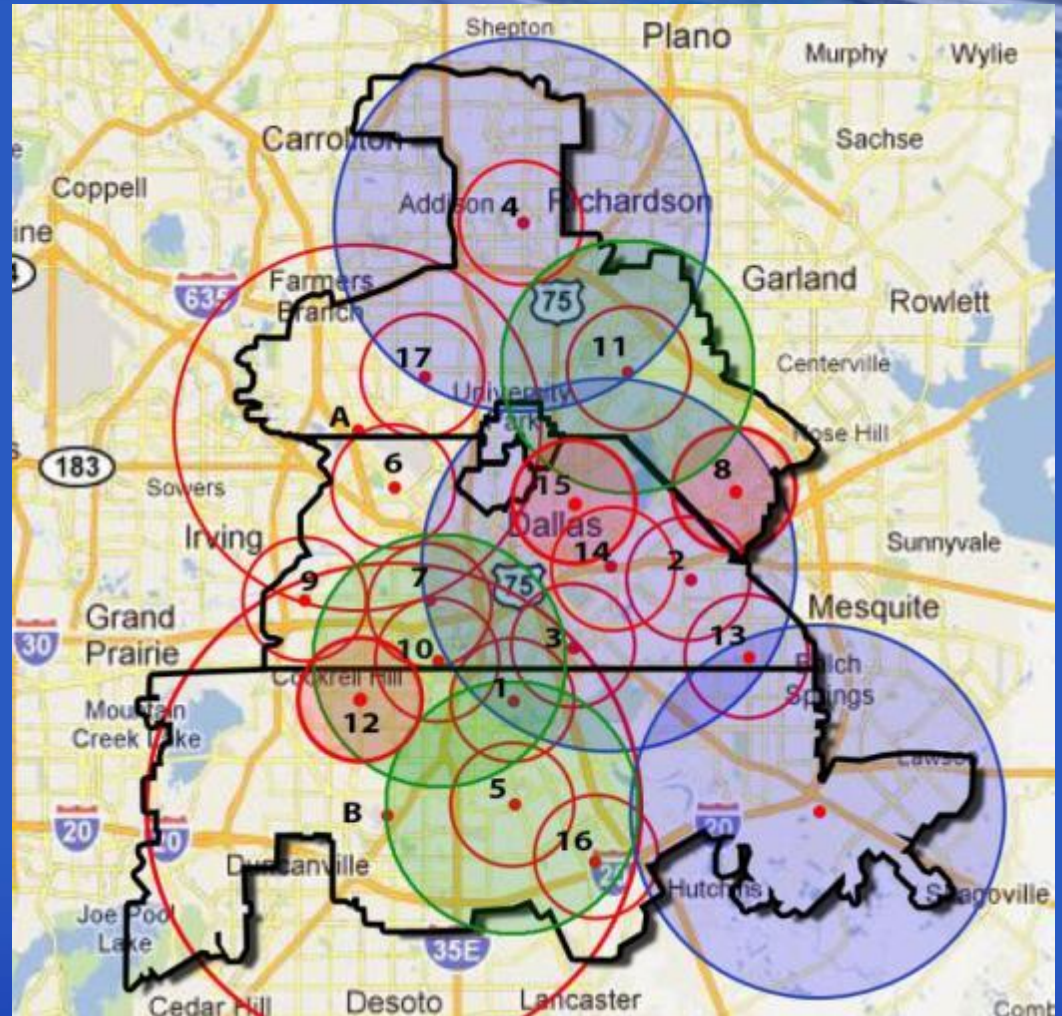 Shepton
Plano
Murphy
Wylie
Carrollton
Sachse
Coppell
Addison
4
Richardson
Farmers
Branch
635
75
Garland
Rowlett
17
11
Centerville
University
Park
A
Rose Hill
183
6
8
Sowers
15
Dallas
Irving
14
2
Sunnyvale
9
7
75
Mesquite
Grand
Prairie
30
3
13
10
Balch
Springs
Cockrell Hill
1
12
Mountain
Creek Lake
Lawson
B
5
20
20
20
16
Duncanville
Hutchins
Seagoville
Joe Pool
Lake
35E
Cedar Hill
Desoto
Lancaster